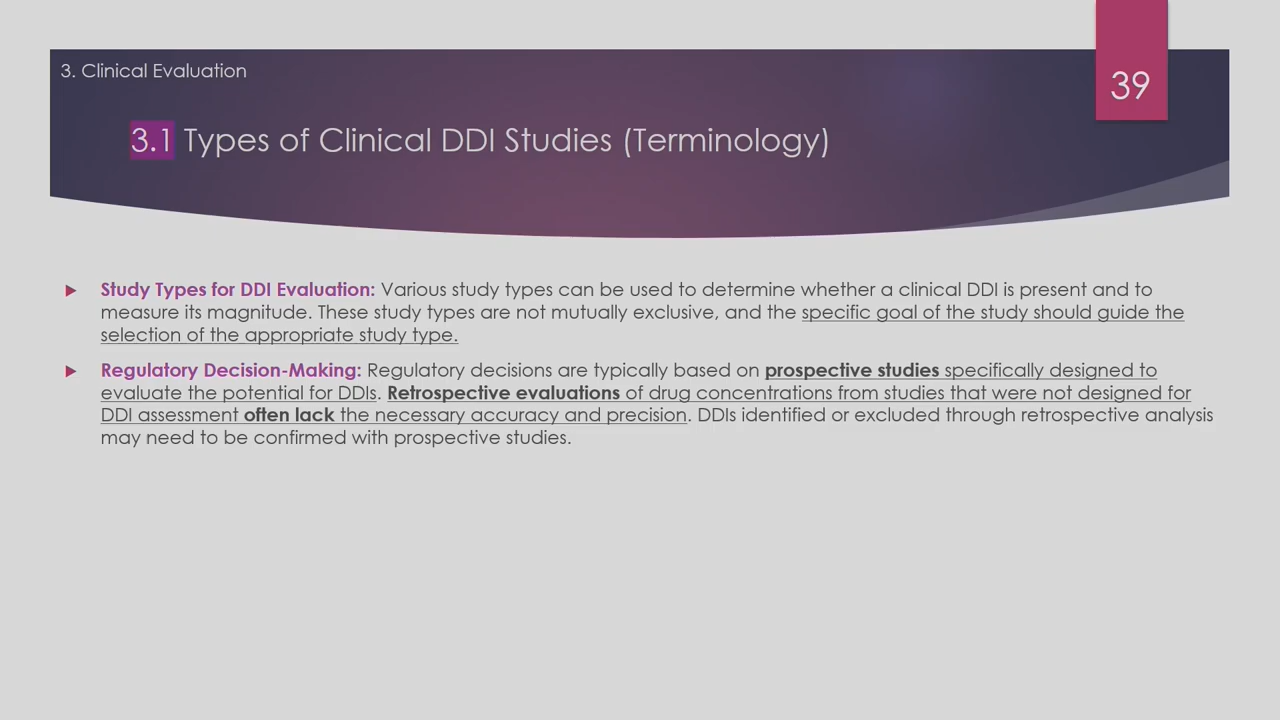 3. Clinical Evaluation
39
3.1 Types of Clinical DDI Studies (Terminology)
Study Types for DDI Evaluation: Various study types can be used to determine whether a clinical DDI is present and to
measure its magnitude. These study types are not mutually exclusive, and the specific goal of the study should guide the
selection of the appropriate study type.
Regulatory Decision-Making: Regulatory decisions are typically based on prospective studies specifically designed to
evaluate the potential for DDIs. Retrospective evaluations of drug concentrations from studies that were not designed for
DDI assessment often lack the necessary accuracy and precision. DDIs identified or excluded through retrospective analysis
may need to be confirmed with prospective studies.